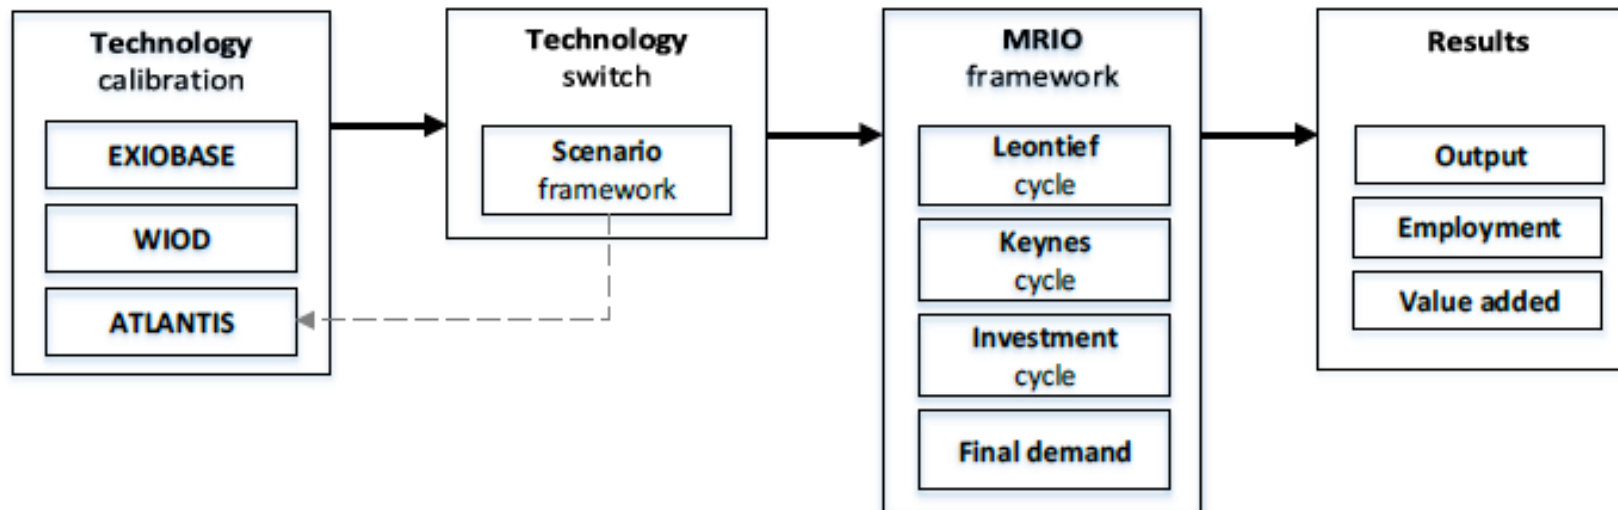 Technology
calibration
EXIOBASE
WIOD
ATLANTIS
Technology
switch
Scenario
framework
MRIO
framework
Leontief
cycle
Keynes
cycle
Investment
cycle
Final demand
Results
Output
Employment
Value added